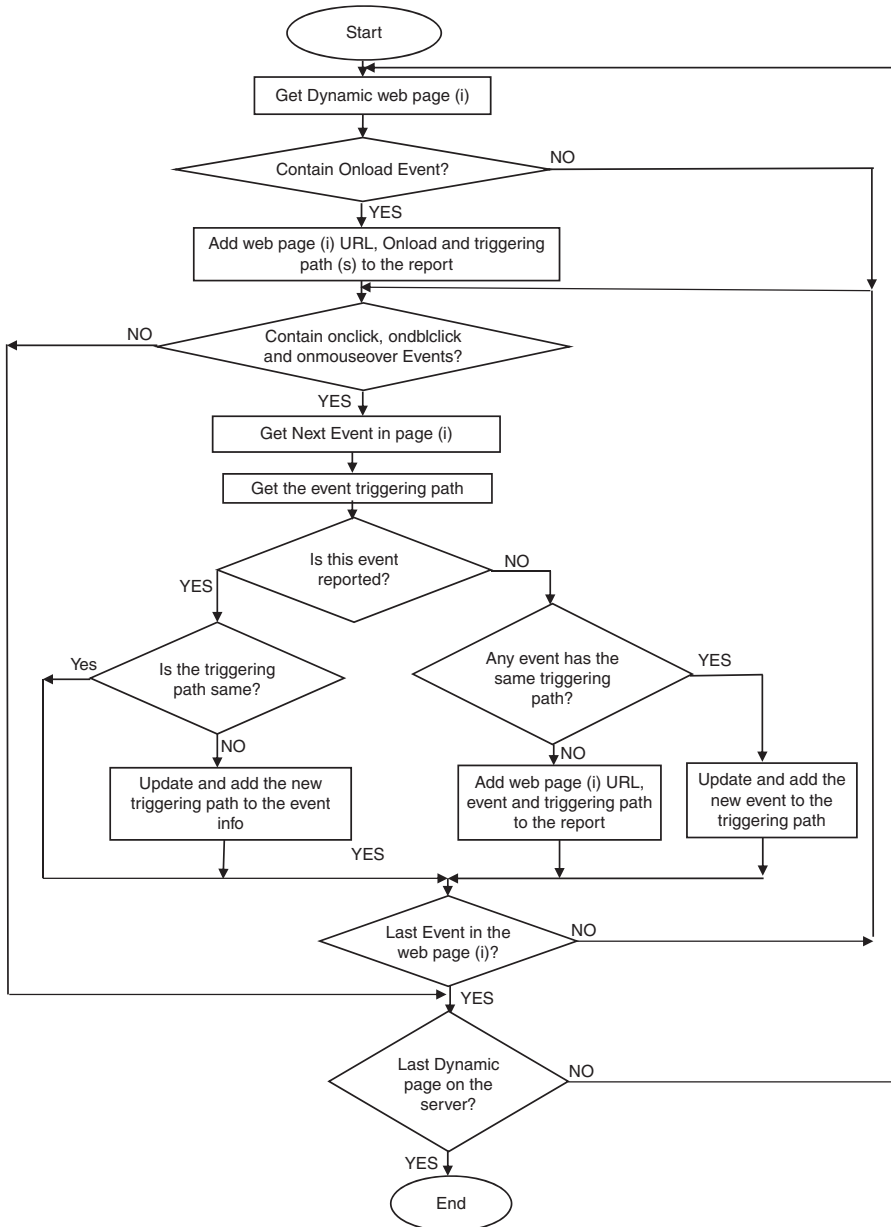 Start
Get Dynamic web page (i)
Contain Onload Event?
NO
YES
Add web page (i) URL, Onload and triggering
path (s) to the report
NO
Contain onclick, ondblclick
and onmouseover Events?
YES
Get Next Event in page (i)
Get the event triggering path
Is this event
reported?
YES
NO
Yes
Is the triggering
path same?
Any event has the
same triggering
path?
YES
NO
NO
Update and add the new
triggering path to the event
info
Add web page (i) URL,
event and triggering path
to the report
Update and add the
new event to the
triggering path
YES
Last Event in the
web page (i)?
NO
YES
Last Dynamic
page on the
server?
NO
YES
End